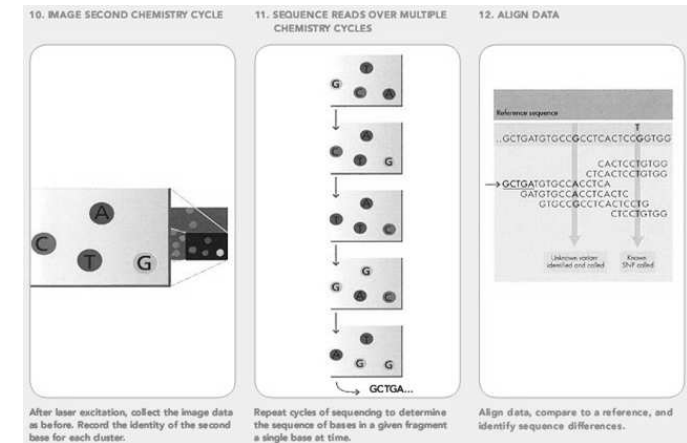 10. IMAGE SECOND CHEMISTRY CYCLE
A
C
T
G
After laser excitation, collect the image data
as before. Record the identity of the second
base for each cluster.
11. SEQUENCE READS OVER MULTIPLE
CHEMISTRY CYCLES
T
G
C A
A
C
T G
A
T
T C
G
G
A C
T
A
G G
GCTGA...
Repeat cycles of sequencing to determine
the sequence of bases in a given fragment
a single base at time.
12. ALIGN DATA
Reference sequence
T
..GCTGATGTGCCGCCTCACTCCGGTGG
CACTCCTGTGG
CTCACTCCTGTGG
GCTGATGTGCCACCTCA
GATGTGCCACCTCACTC
GTGCCGCCTCACTCCTG
CTCCTGTGG
Unknown variant
identified and called
Known
SNP called
Align data, compare to a reference, and
identify sequence differences.